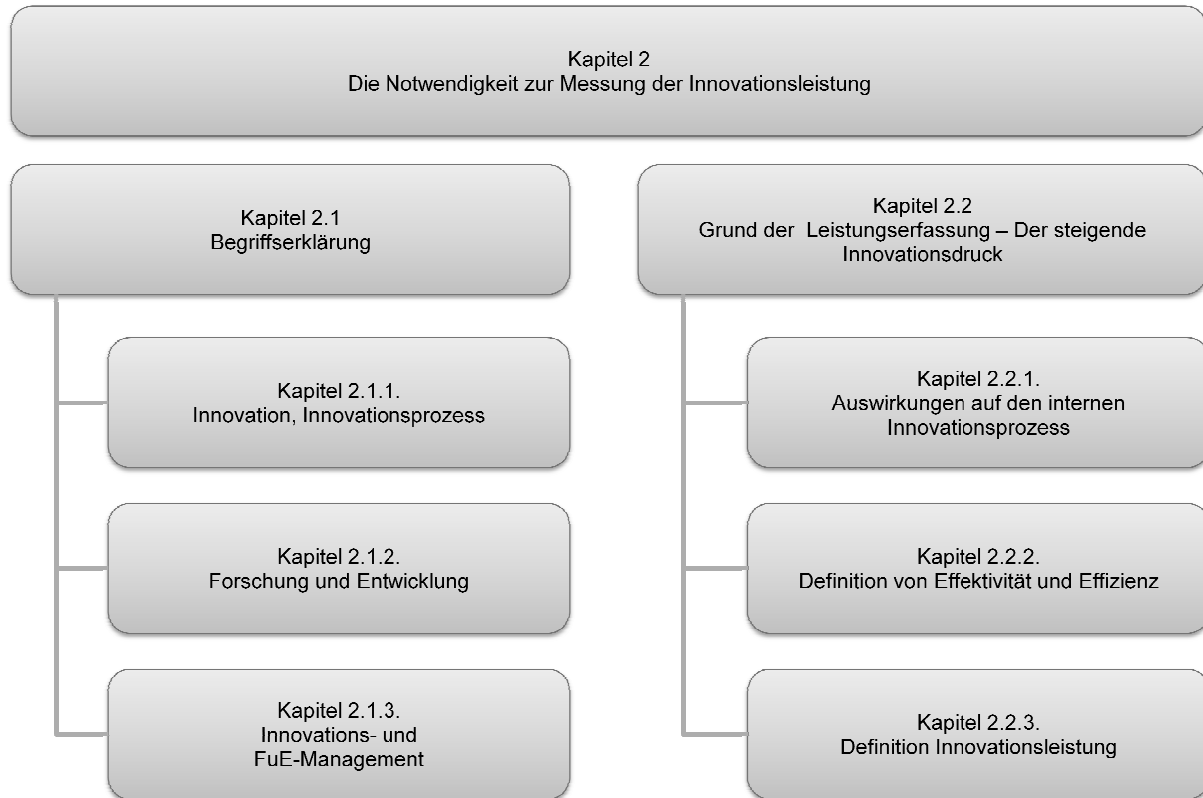 Kapitel 2
Die Notwendigkeit zur Messung der Innovationsleistung
Kapitel 2.1
Begriffserklärung
Kapitel 2.1.1.
Innovation, Innovationsprozess
Kapitel 2.1.2.
Forschung und Entwicklung
Kapitel 2.1.3.
Innovations- und
FuE-Management
Kapitel 2.2
Grund der Leistungserfassung – Der steigende
Innovationsdruck
Kapitel 2.2.1.
Auswirkungen auf den internen
Innovationsprozess
Kapitel 2.2.2.
Definition von Effektivität und Effizienz
Kapitel 2.2.3.
Definition Innovationsleistung